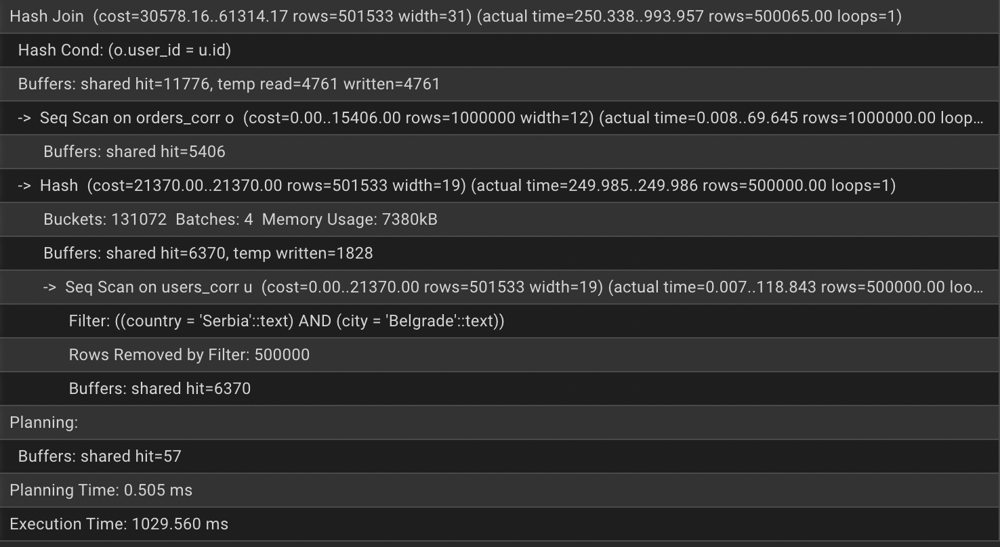 Hash Join  (cost=30578.16..61314.17 rows=501533 width=31) (actual time=250.338..993.957 rows=500065.00 loops=1)
Hash Cond: (o.user_id = u.id)
Buffers: shared hit=11776, temp read=4761 written=4761
->  Seq Scan on orders_corr o  (cost=0.00..15406.00 rows=1000000 width=12) (actual time=0.008..69.645 rows=1000000.00 loop…
Buffers: shared hit=5406
->  Hash  (cost=21370.00..21370.00 rows=501533 width=19) (actual time=249.985..249.986 rows=500000.00 loops=1)
Buckets: 131072  Batches: 4  Memory Usage: 7380kB
Buffers: shared hit=6370, temp written=1828
->  Seq Scan on users_corr u  (cost=0.00..21370.00 rows=501533 width=19) (actual time=0.007..118.843 rows=500000.00 loo…
Filter: ((country = 'Serbia'::text) AND (city = 'Belgrade'::text))
Rows Removed by Filter: 500000
Buffers: shared hit=6370
Planning:
Buffers: shared hit=57
Planning Time: 0.505 ms
Execution Time: 1029.560 ms